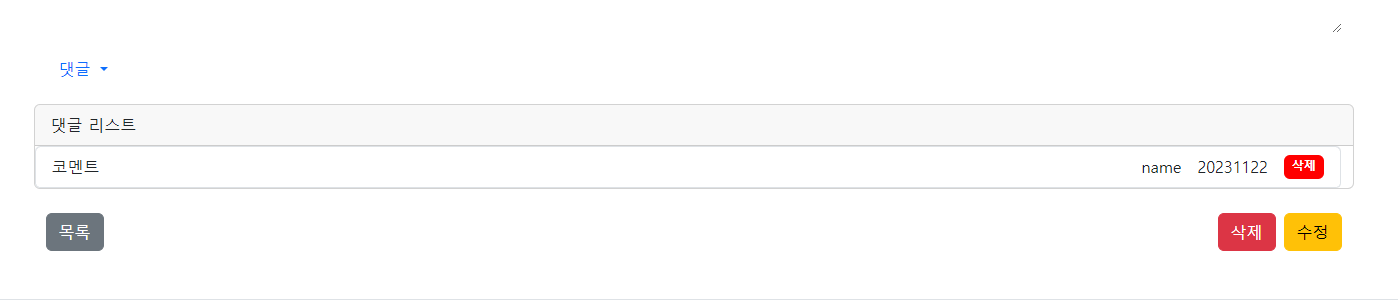 댓글
댓글 리스트
코멘트 name 20231122 삭제
목록 삭제 수정